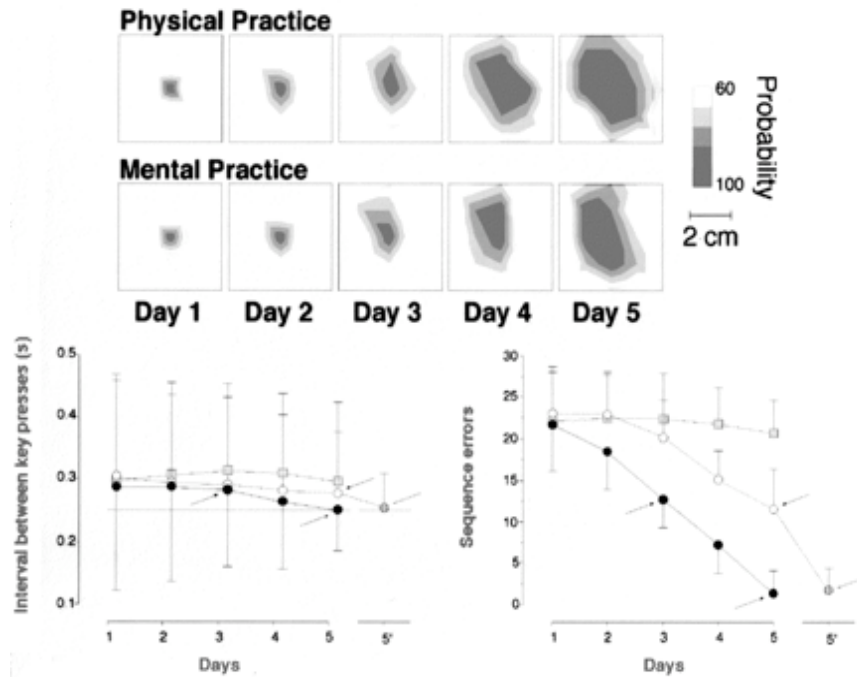 Physical Practice
Mental Practice
Day 1 Day 2 Day 3 Day 4 Day 5
60
100
Probability
2 cm
Interval between key presses (s)
0.5
0.4
0.3
0.2
0.1
1 2 3 4 5 5'
Days
Sequence errors
30
25
20
15
10
5
0
1 2 3 4 5 5'
Days